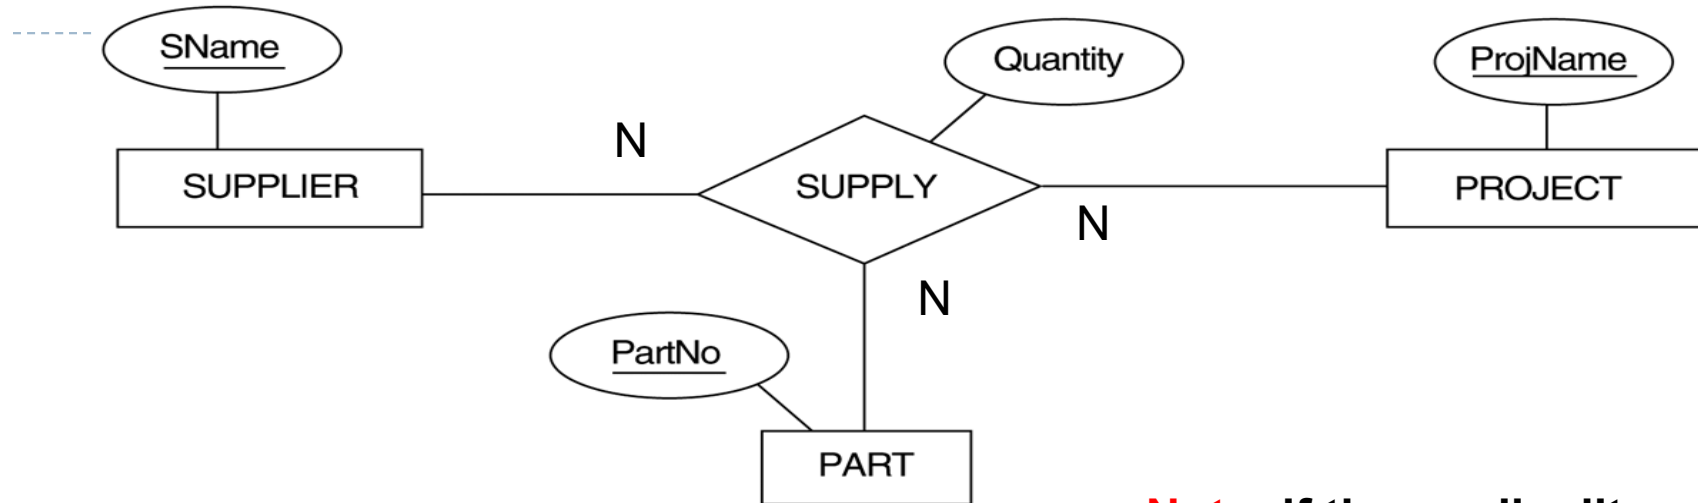 SName
Quantity
ProjName
N
SUPPLIER
SUPPLY
PROJECT
N
N
PartNo
PART